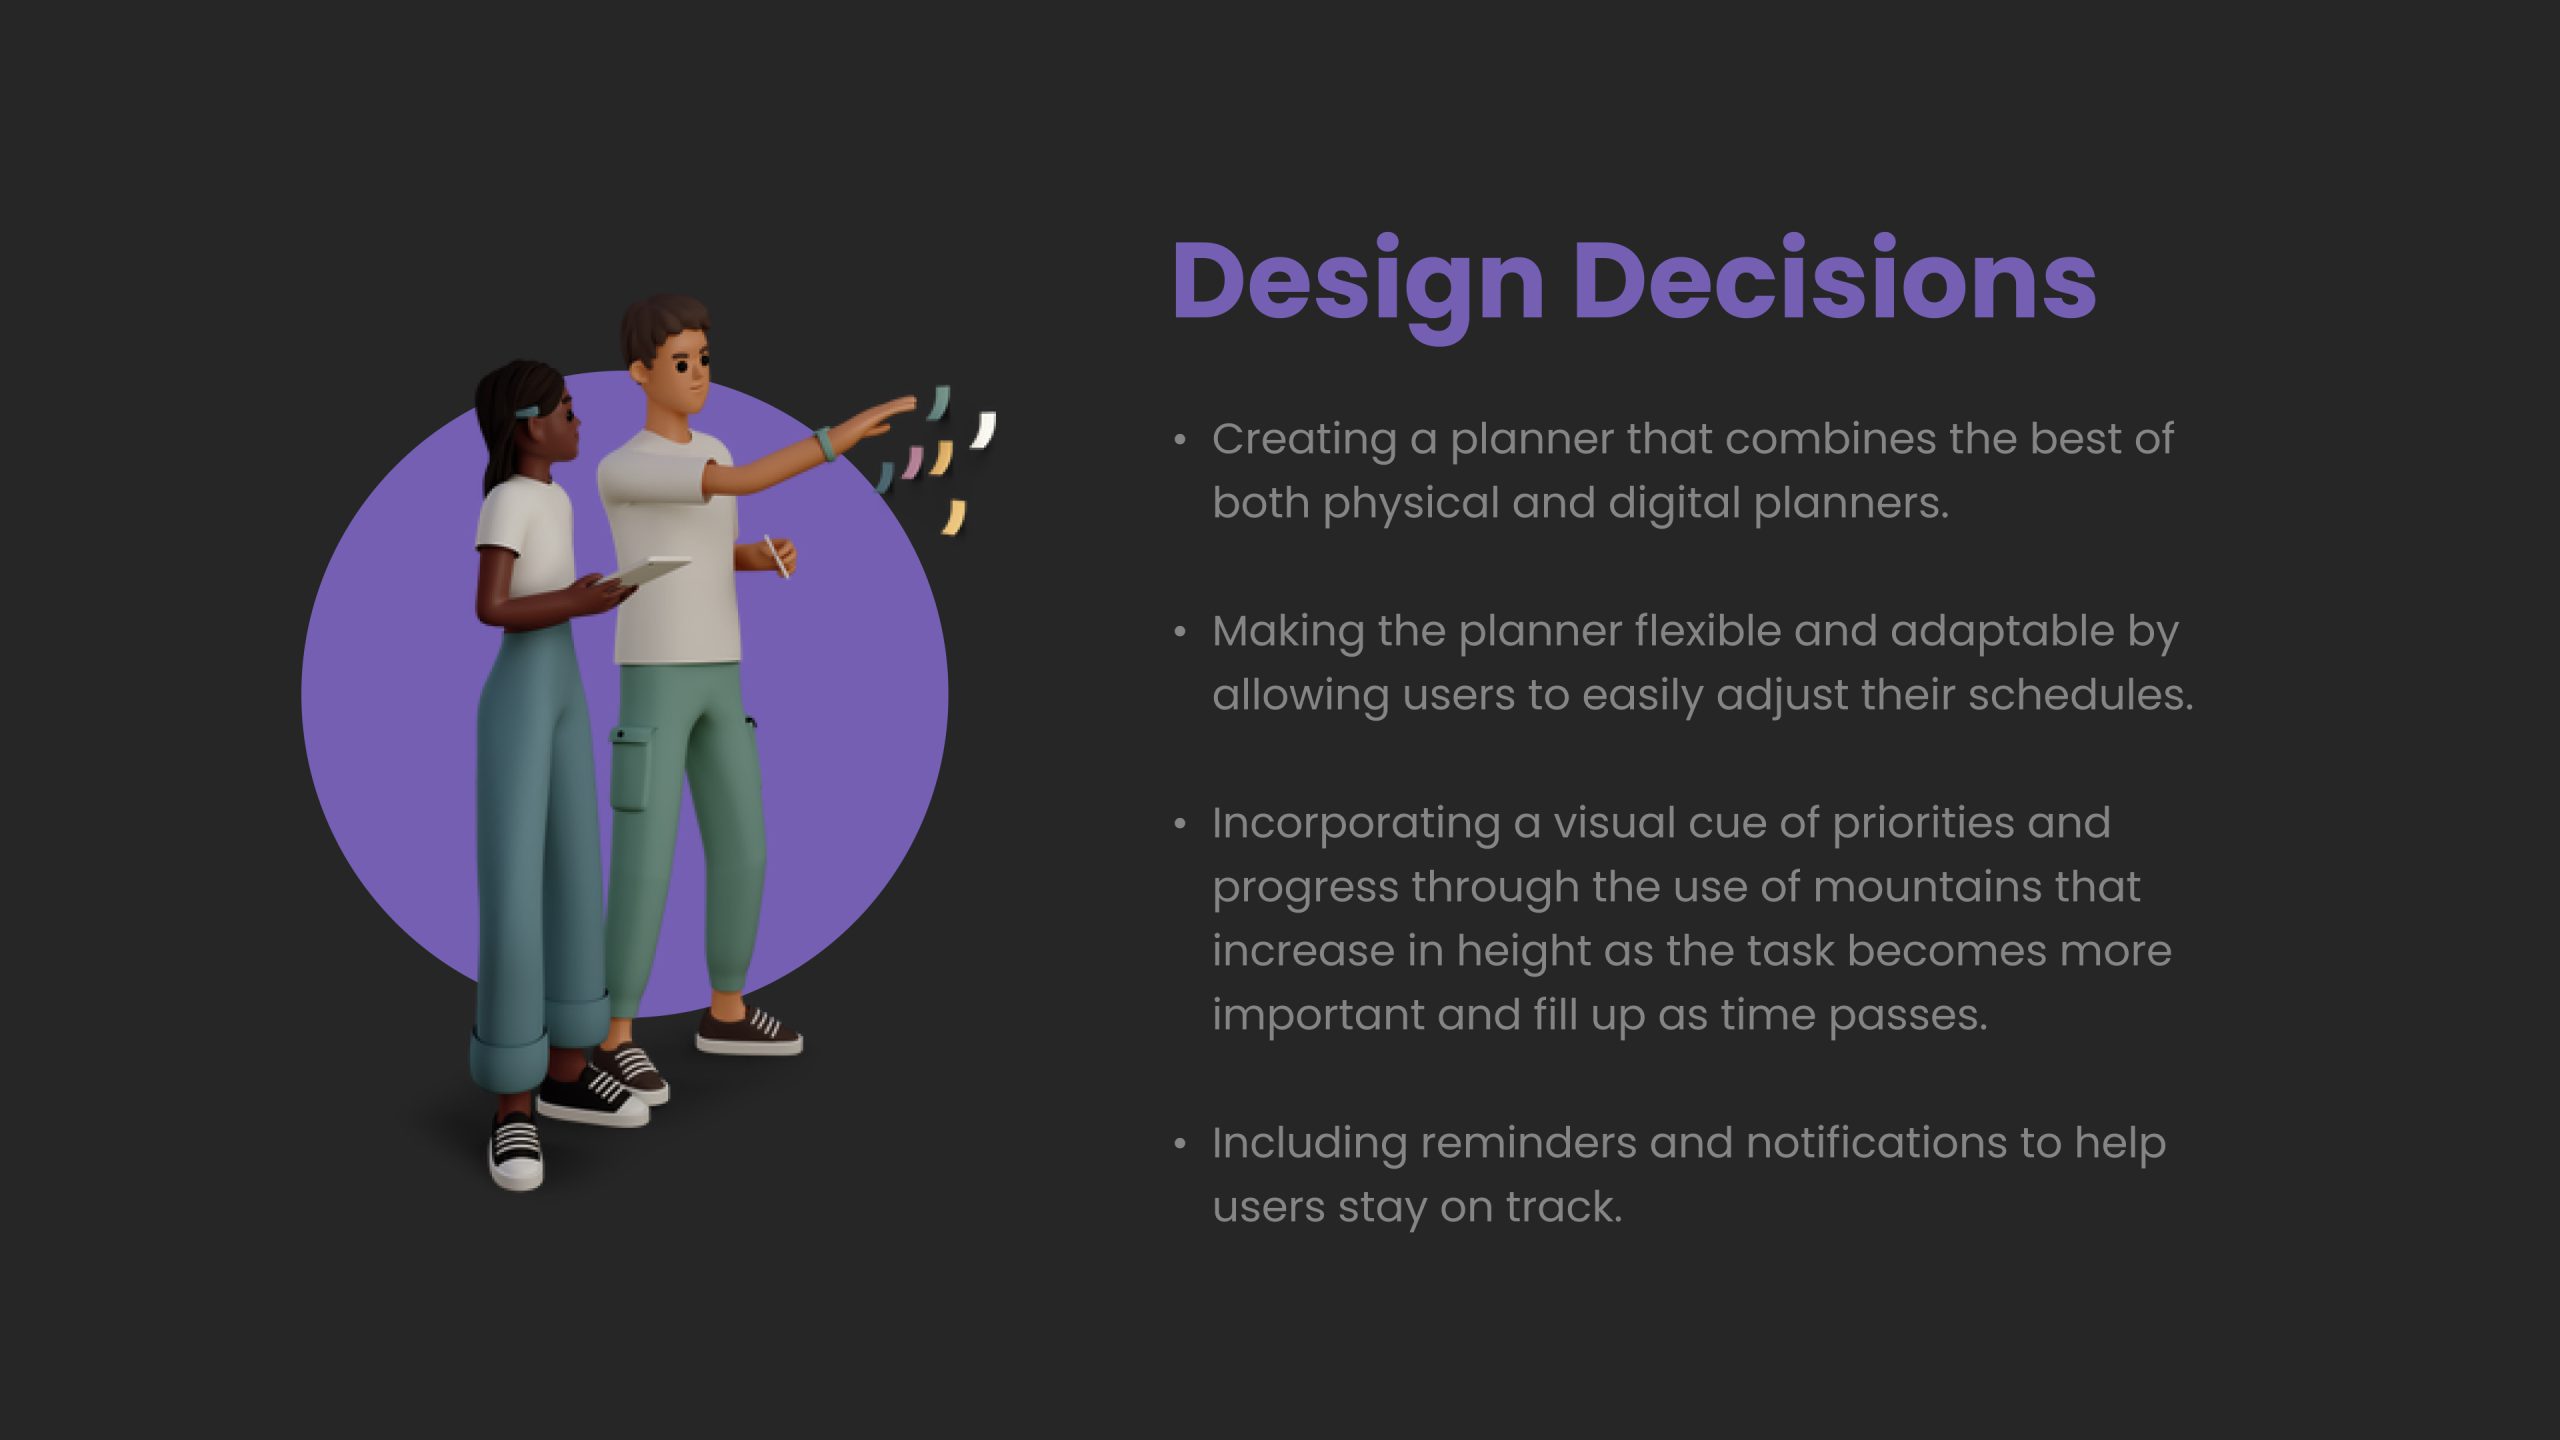 Design Decisions
• Creating a planner that combines the best of
both physical and digital planners.
• Making the planner flexible and adaptable by
allowing users to easily adjust their schedules.
• Incorporating a visual cue of priorities and
progress through the use of mountains that
increase in height as the task becomes more
important and fill up as time passes.
• Including reminders and notifications to help
users stay on track.